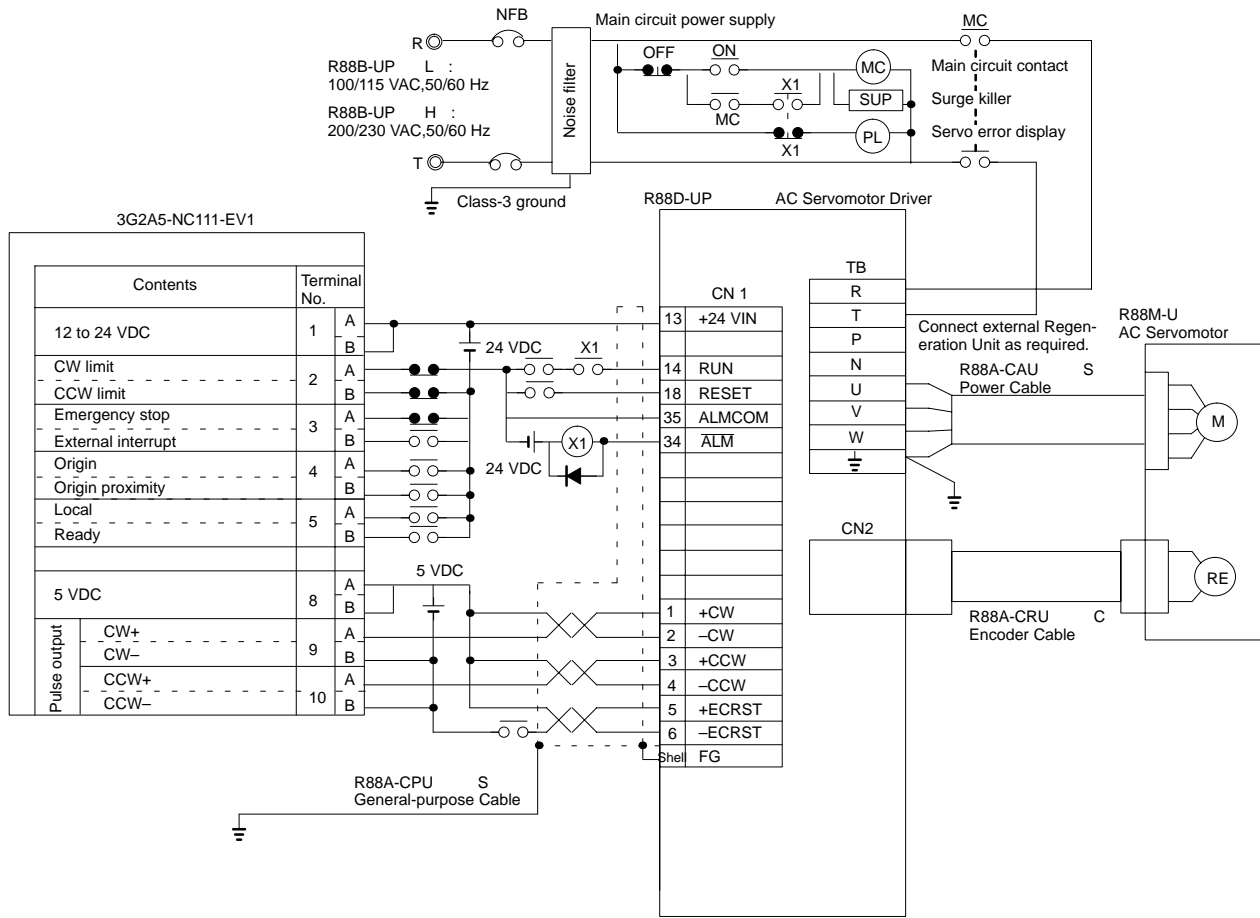 NFB
Main circuit power supply
MC
R
OFF
ON
R88B-UP L :
100/115 VAC,50/60 Hz
MC
Main circuit contact
X1
SUP
Surge killer
R88B-UP H :
200/230 VAC,50/60 Hz
Noise filter
MC
PL
Servo error display
X1
T
Class-3 ground
R88D-UP
AC Servomotor Driver
3G2A5-NC111-EV1
Contents
Terminal
No.
12 to 24 VDC
1
A
B
CW limit
2
A
CCW limit
B
Emergency stop
3
A
External interrupt
B
Origin
4
A
Origin proximity
B
Local
5
A
Ready
B
5 VDC
8
A
B
Pulse output
CW+
9
A
CW–
B
CCW+
10
A
CCW–
B
24 VDC
X1
X1
24 VDC
5 VDC
CN 1
13 +24 VIN
14 RUN
18 RESET
35 ALMCOM
34 ALM
1 +CW
2 –CW
3 +CCW
4 –CCW
5 +ECRST
6 –ECRST
Shell FG
TB
R
T
P
N
U
V
W
CN2
Connect external Regen-
eration Unit as required.
R88A-CAU S
Power Cable
R88M-U
AC Servomotor
M
RE
R88A-CRU C
Encoder Cable
R88A-CPU S
General-purpose Cable